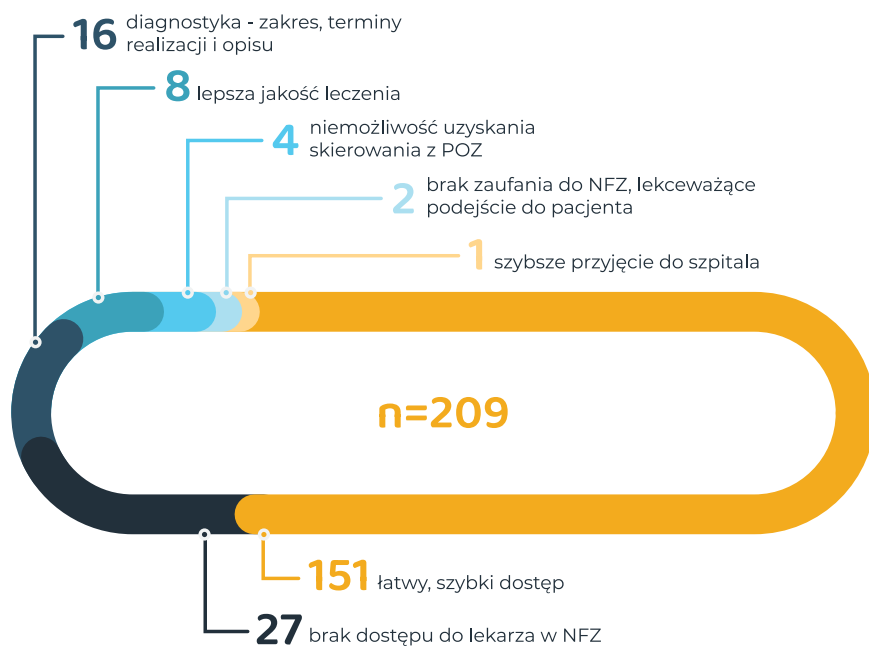 16 diagnostyka - zakres, terminy
realizacji i opisu
8 lepsza jakość leczenia
4 niemożliwość uzyskania
skierowania z POZ
2 brak zaufania do NFZ, lekceważące
podejście do pacjenta
1 szybsze przyjęcie do szpitala
n=209
151 łatwy, szybki dostęp
27 brak dostępu do lekarza w NFZ